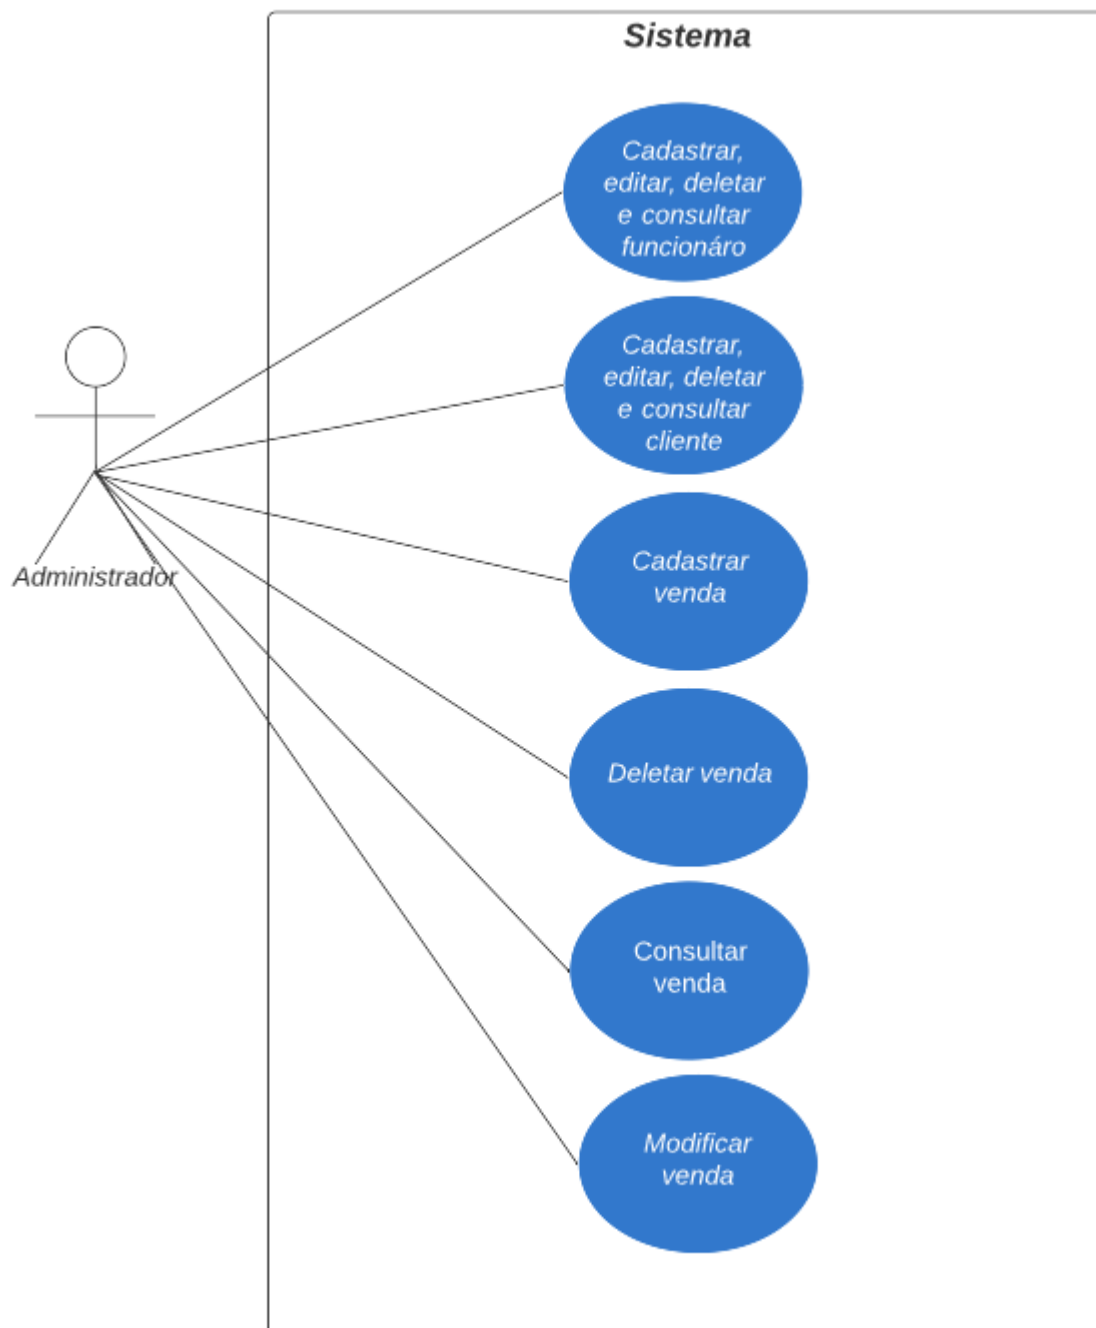 Sistema
Cadastrar,
editar, deletar
e consultar
funcionáro
Cadastrar,
editar, deletar
e consultar
cliente
Administrador
Cadastrar
venda
Deletar venda
Consultar
venda
Modificar
venda